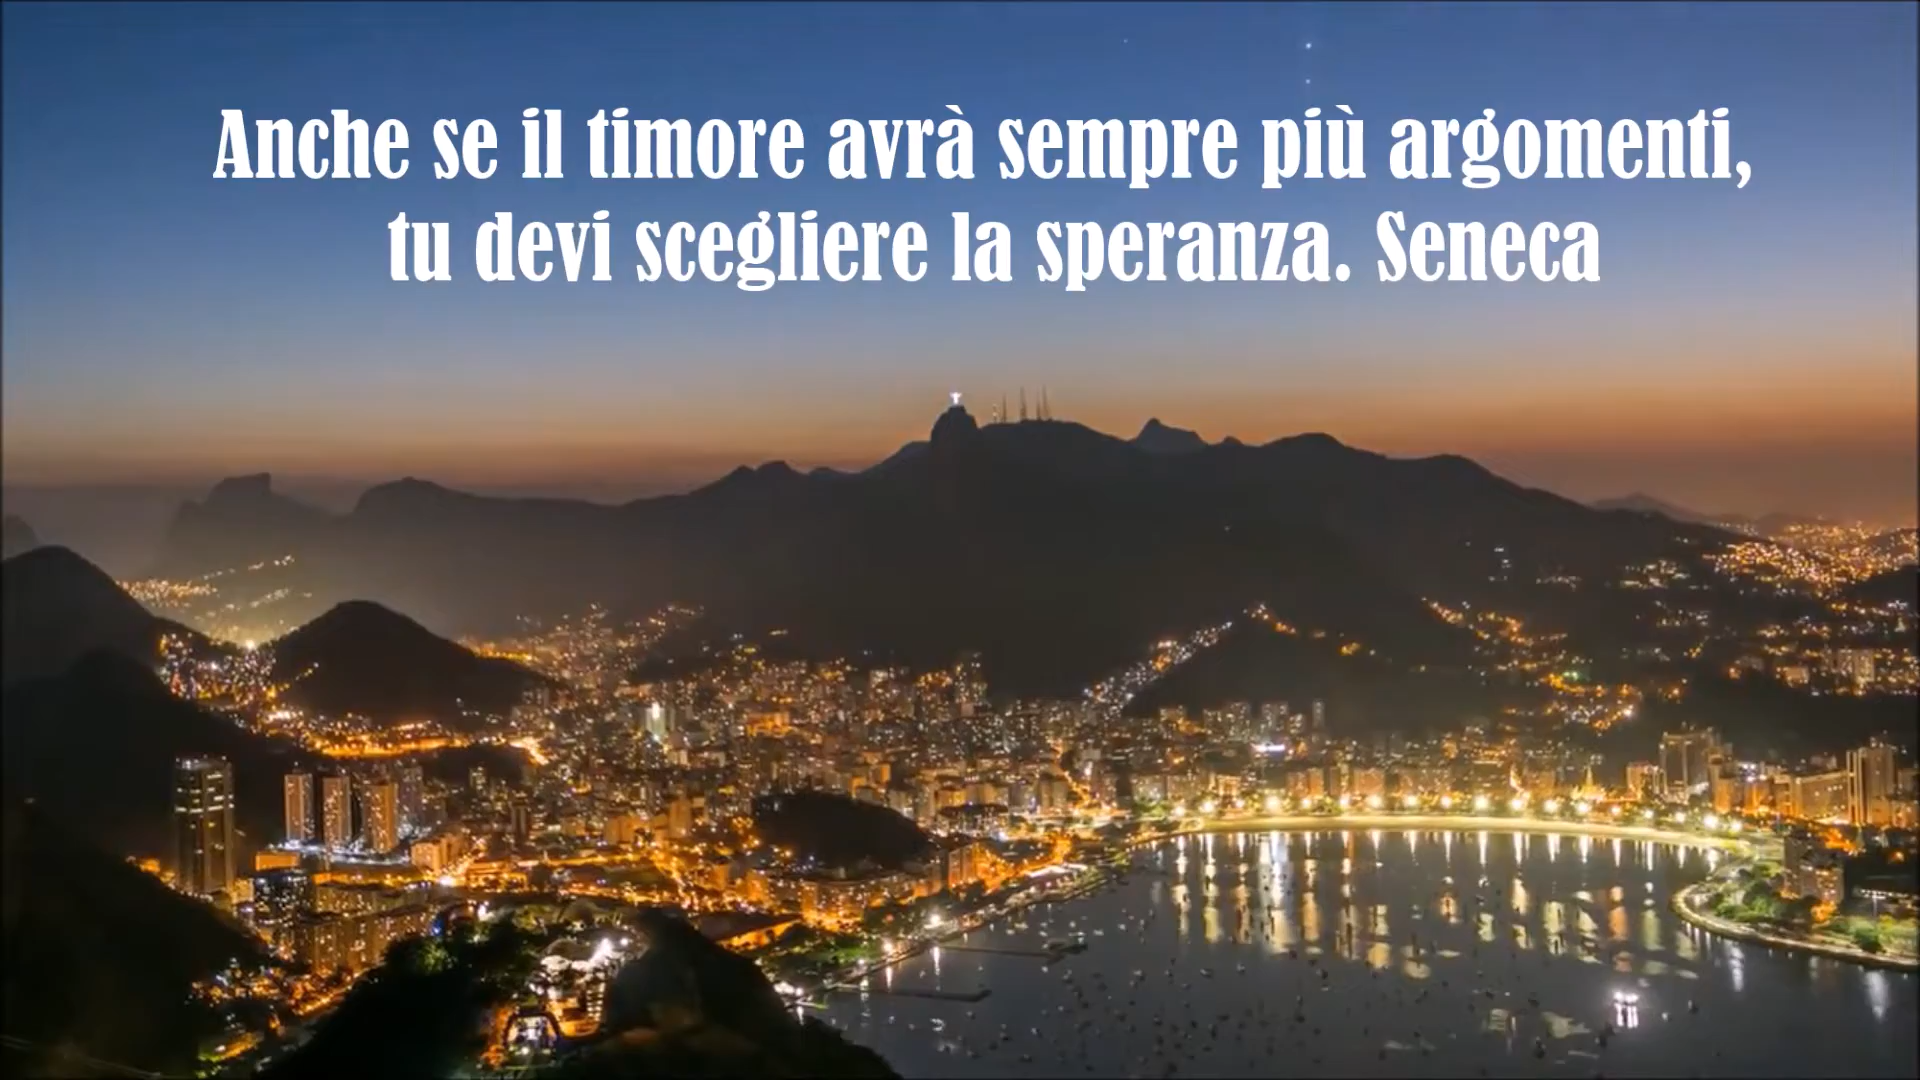 Anche se il timore avrà sempre più argomenti,
tu devi scegliere la speranza. Seneca